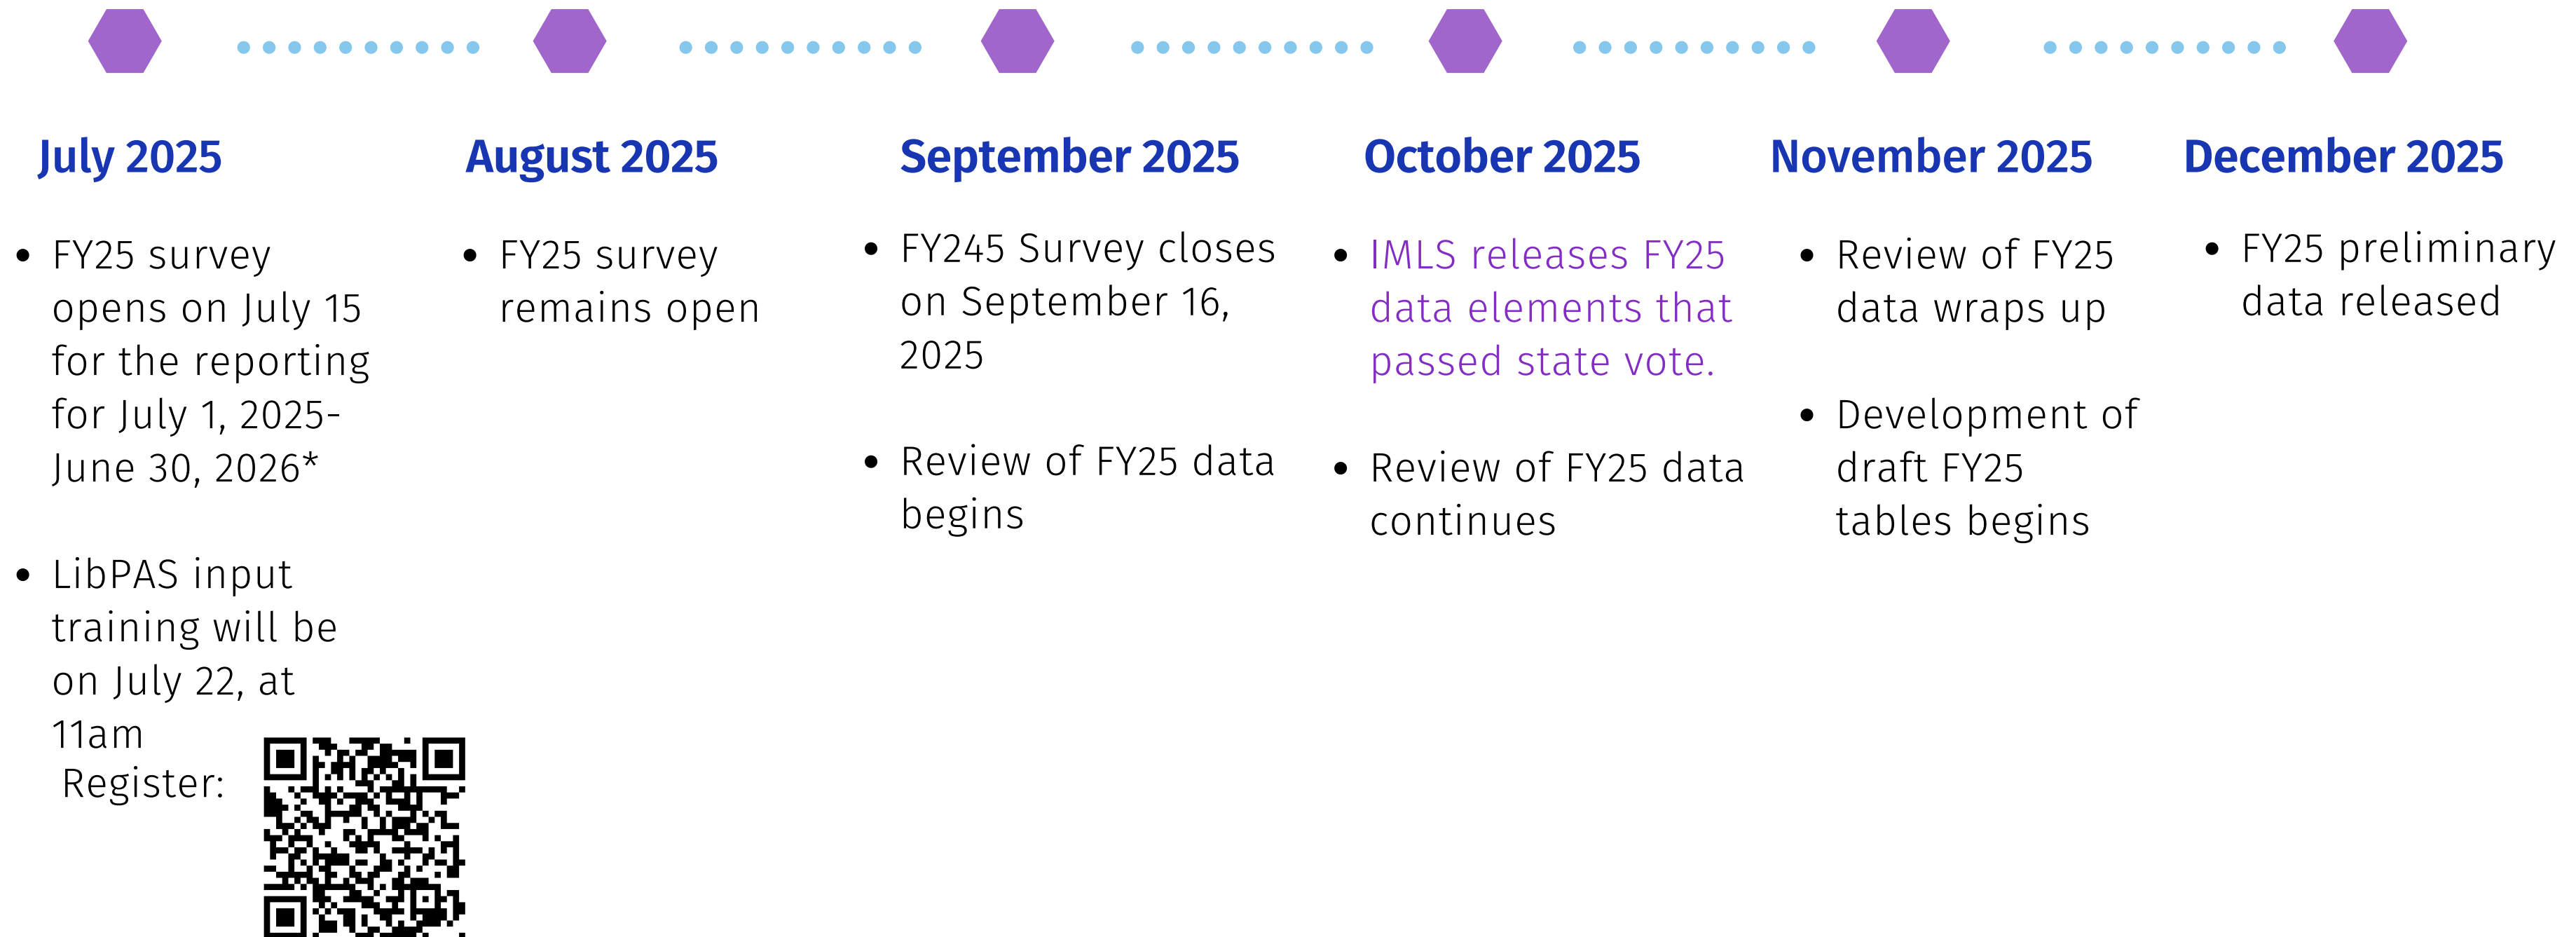 July 2025
• FY25 survey
opens on July 15
for the reporting
for July 1, 2025-
June 30, 2026*
• LibPAS input
training will be
on July 22, at
11am
Register:
August 2025
• FY25 survey
remains open
September 2025
• FY245 Survey closes
on September 16,
2025
• Review of FY25 data
begins
October 2025
• IMLS releases FY25
data elements that
passed state vote.
• Review of FY25 data
continues
November 2025
• Review of FY25
data wraps up
• Development of
draft FY25
tables begins
December 2025
• FY25 preliminary
data released